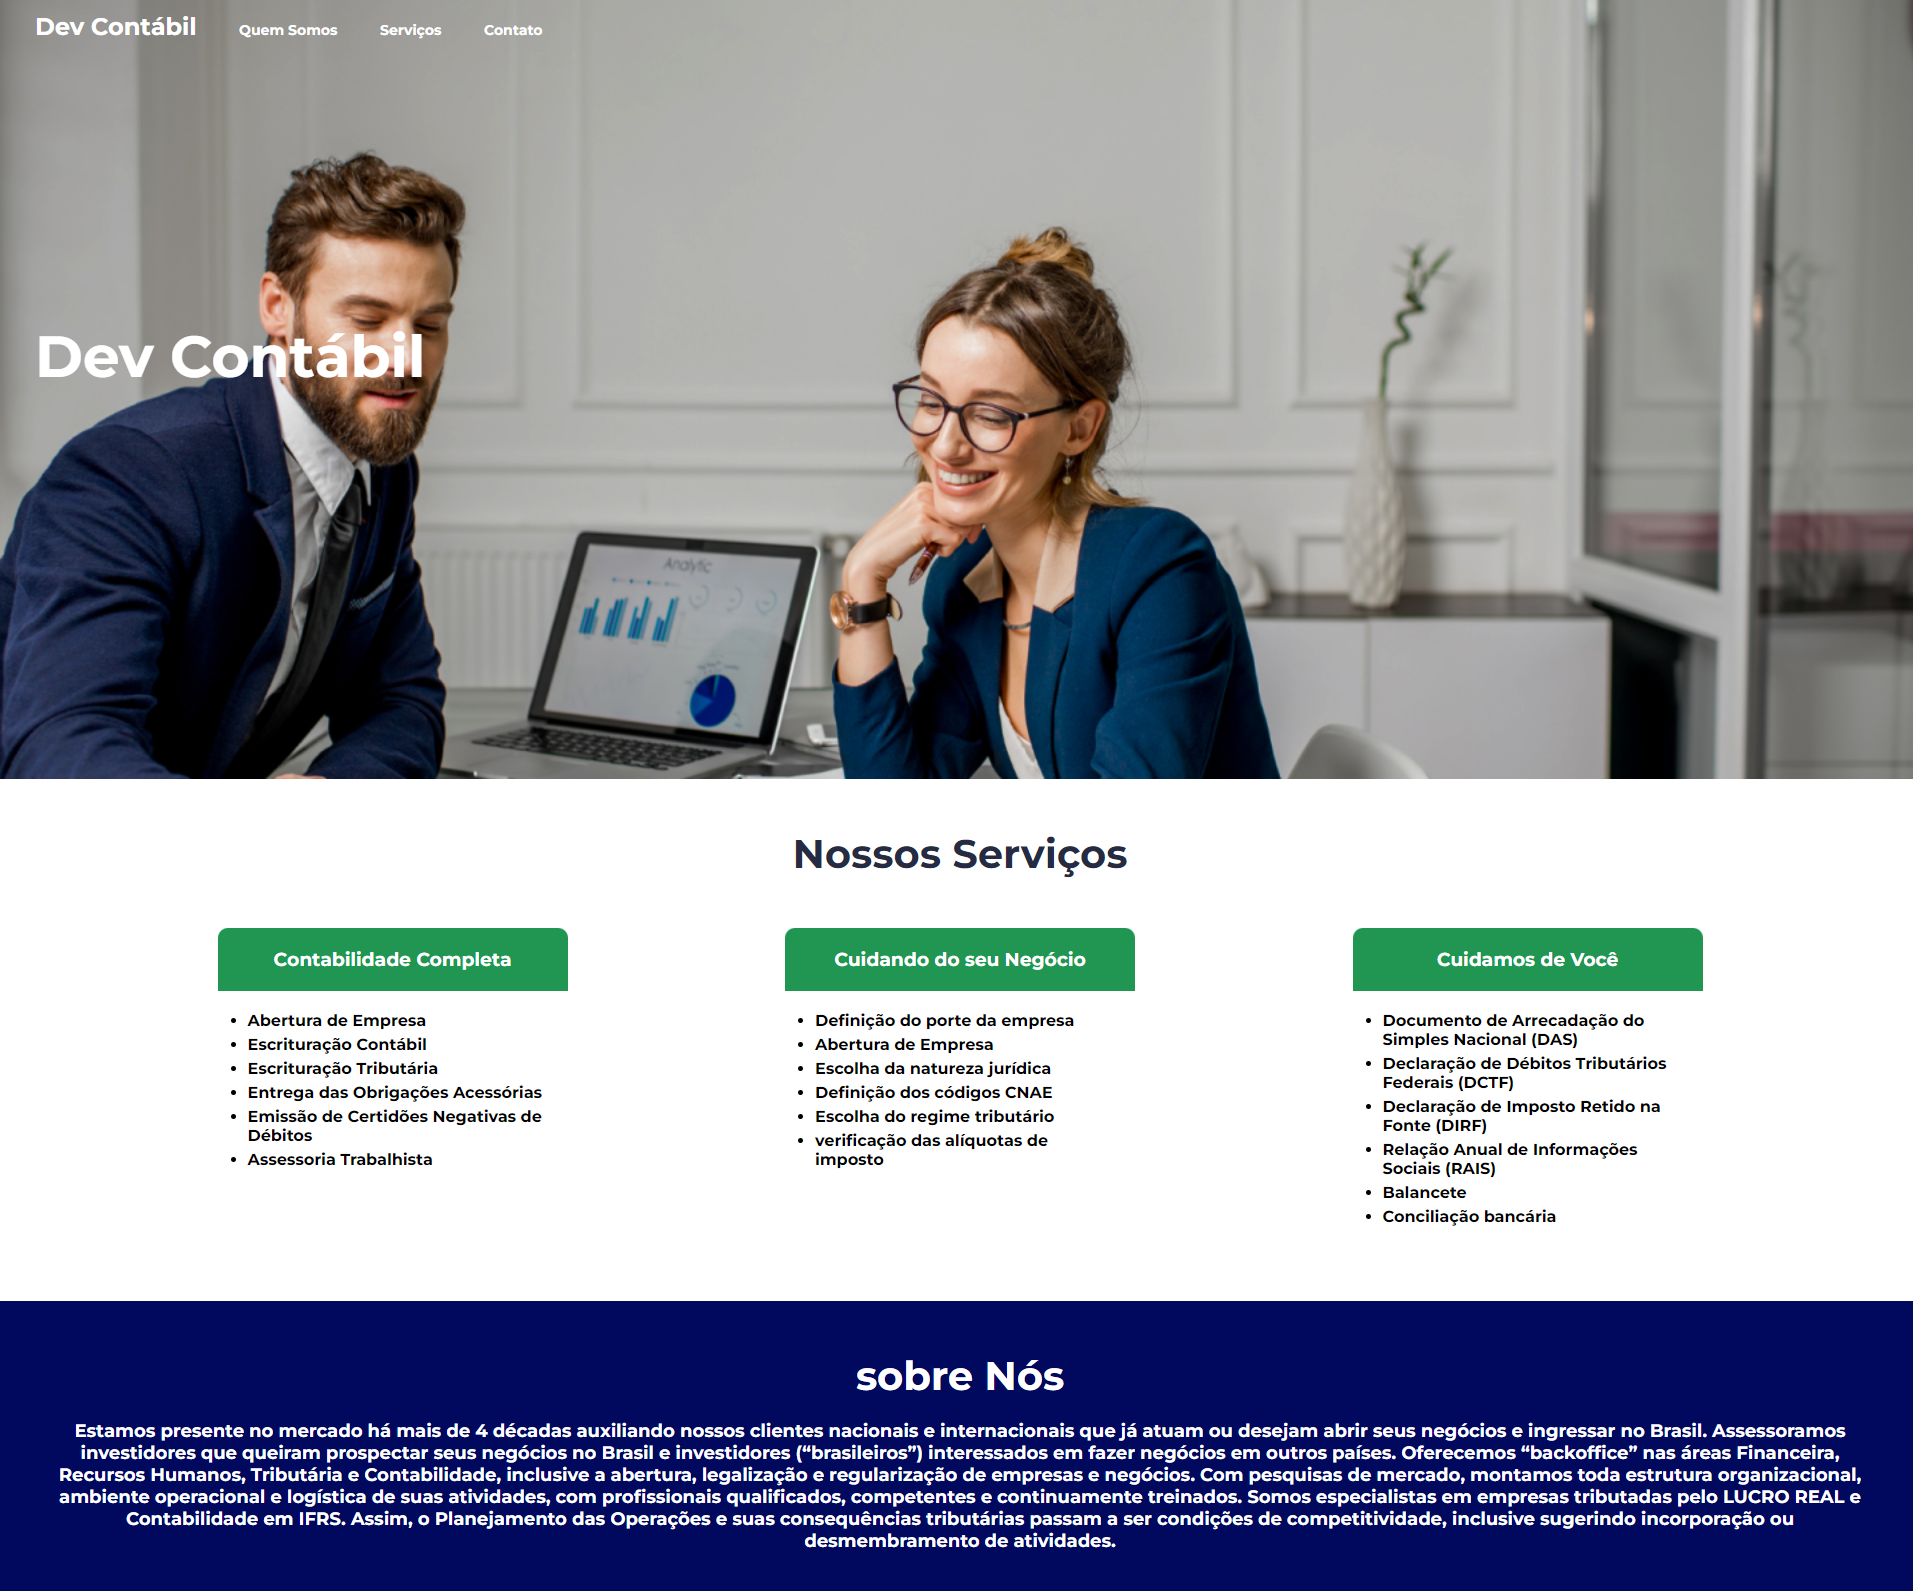 Dev Contábil
Quem Somos
Serviços
Contato
Dev Contábil
Analytic
Nossos Serviços
Contabilidade Completa
Abertura de Empresa
Escrituração Contábil
Escrituração Tributária
Entrega das Obrigações Acessórias
Emissão de Certidões Negativas de
Débitos
Assessoria Trabalhista
Cuidando do seu Negócio
Definição do porte da empresa
Abertura de Empresa
Escolha da natureza jurídica
Definição dos códigos CNAE
Escolha do regime tributário
verificação das alíquotas de
imposto
Cuidamos de Você
Documento de Arrecadação do
Simples Nacional (DAS)
Declaração de Débitos Tributários
Federais (DCTF)
Declaração de Imposto Retido na
Fonte (DIRF)
Relação Anual de Informações
Sociais (RAIS)
Balancete
Conciliação bancária
sobre Nós
Estamos presente no mercado há mais de 4 décadas auxiliando nossos clientes nacionais e internacionais que já atuam ou desejam abrir seus negócios e ingressar no Brasil. Assessoramos
investidores que queiram prospectar seus negócios no Brasil e investidores (“brasileiros”) interessados em fazer negócios em outros países. Oferecemos “backoffice” nas áreas Financeira,
Recursos Humanos, Tributária e Contabilidade, inclusive a abertura, legalização e regularização de empresas e negócios. Com pesquisas de mercado, montamos toda estrutura organizacional,
ambiente operacional e logística de suas atividades, com profissionais qualificados, competentes e continuamente treinados. Somos especialistas em empresas tributadas pelo LUCRO REAL e
Contabilidade em IFRS. Assim, o Planejamento das Operações e suas consequências tributárias passam a ser condições de competitividade, inclusive sugerindo incorporação ou
desmembramento de atividades.